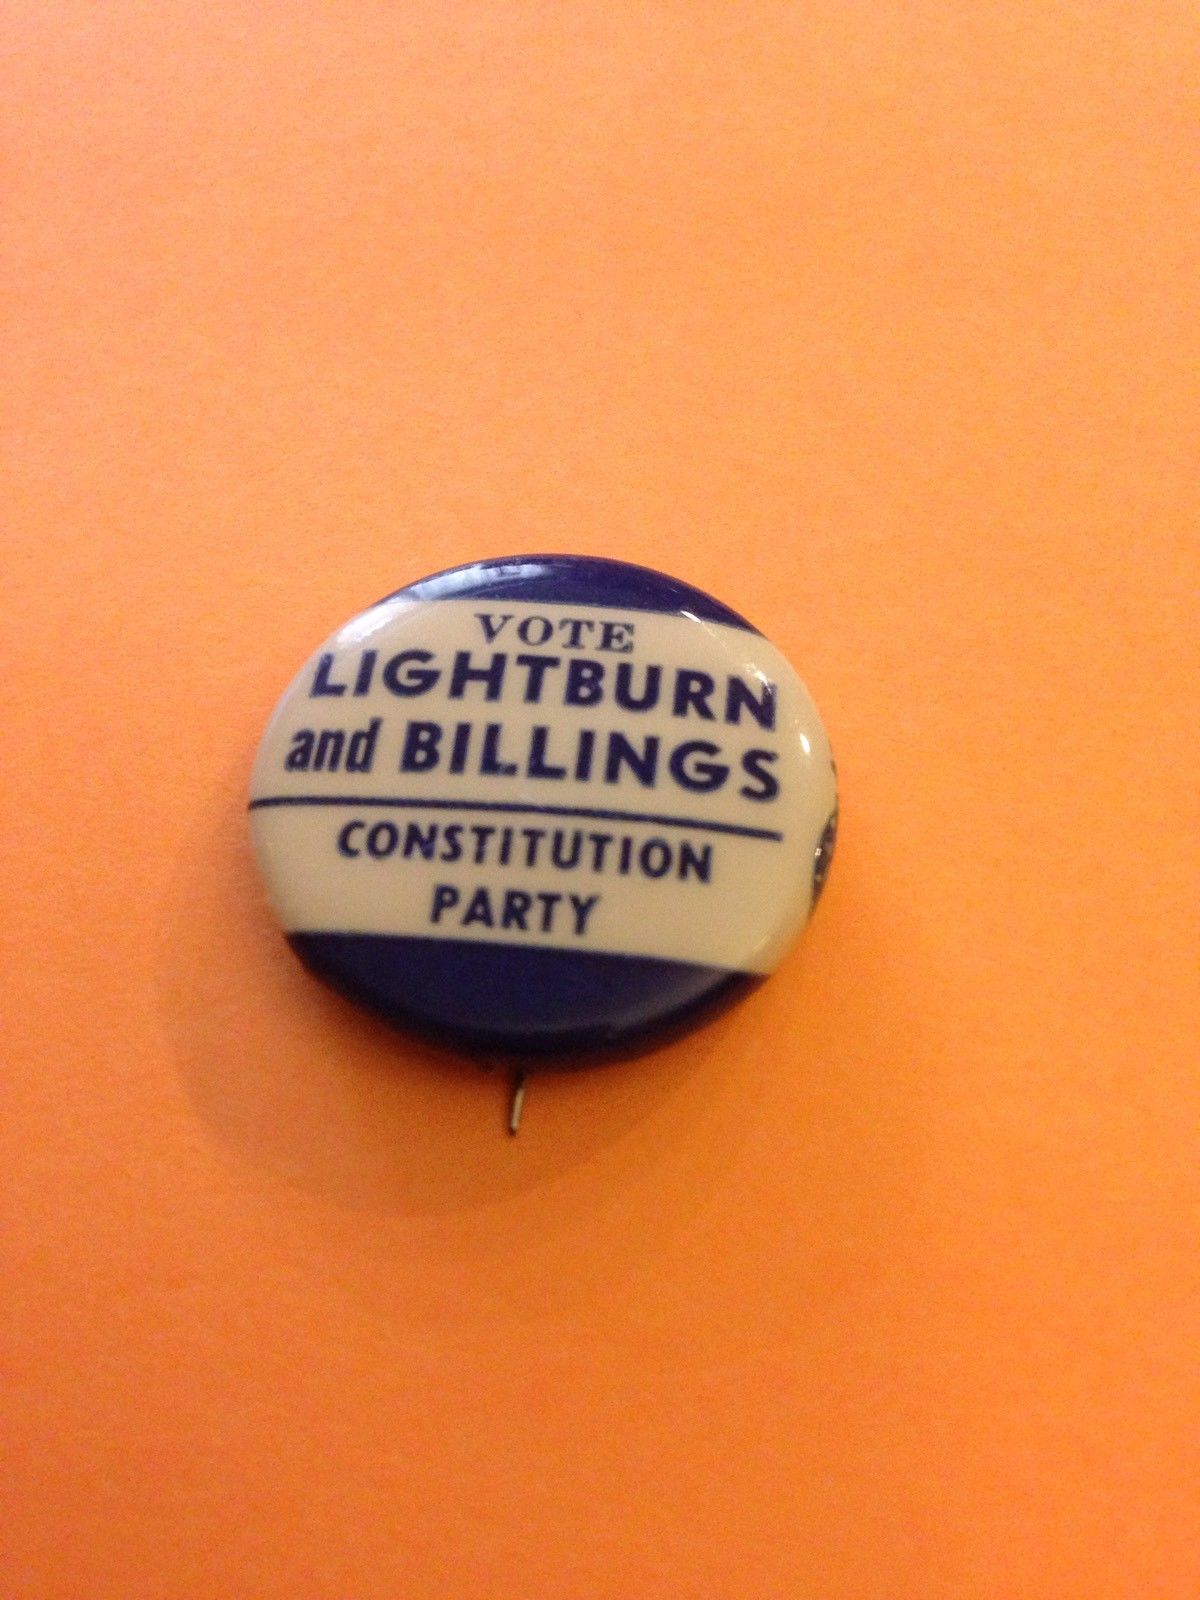 VOTE
LIGHTBURN
and BILLINGS
CONSTITUTION
PARTY